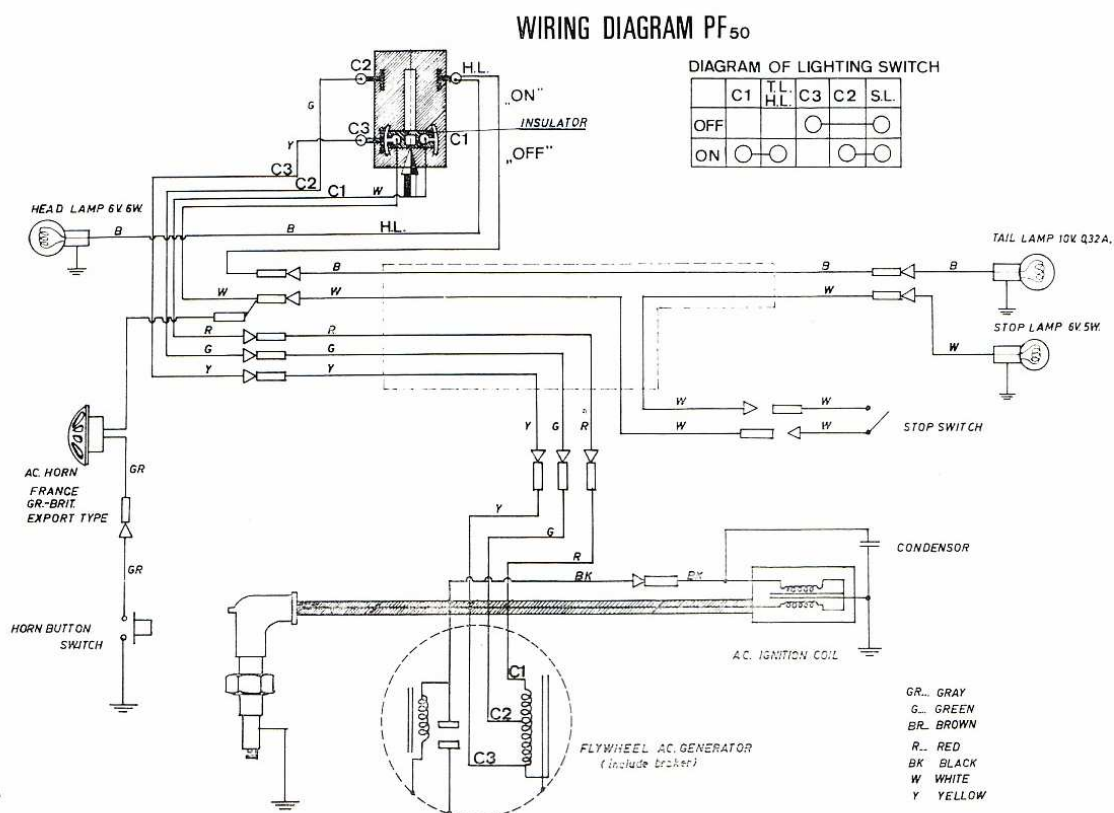 WIRING DIAGRAM PF50
DIAGRAM OF LIGHTING SWITCH
C1 T.L. H.L. C3 C2 S.L.
OFF
ON
C2
H.L.
„ON"
G
INSULATOR
C3
C1
Y
„OFF"
C3
C2
C1
W
HEAD LAMP 6V. 6W.
B
B
H.L.
TAIL LAMP 10V. 0,32A.
B
B
B
W
W
W
STOP LAMP 6V. 5W.
W
R
R
G
G
Y
Y
W
W
W
W
STOP SWITCH
Y
G
R
AC. HORN
GR
FRANCE
GR.-BRIT.
EXPORT TYPE
Y
G
R
CONDENSOR
GR
BK
BK
HORN BUTTON
SWITCH
A.C. IGNITION COIL
C1
C2
C3
FLYWHEEL AC. GENERATOR
(include braker)
GR... GRAY
G... GREEN
BR... BROWN
R... RED
BK BLACK
W WHITE
Y YELLOW